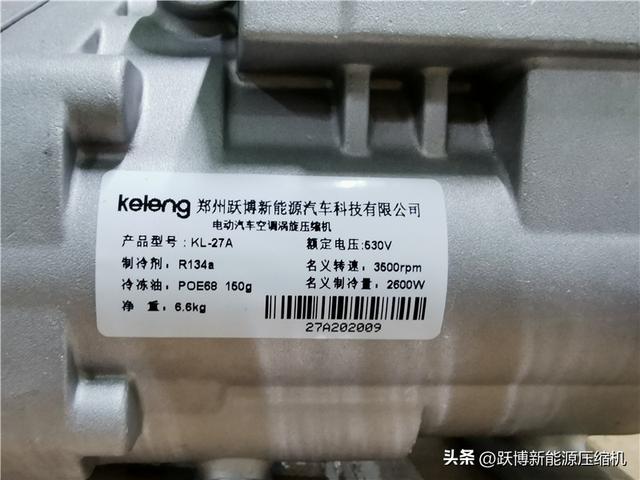 keleng 郑州跃博新能源汽车科技有限公司
电动汽车空调涡旋压缩机
产品型号：KL-27A 额定电压:530V
制冷剂：R134a 名义转速：3500rpm
冷冻油：POE68 150g 名义制冷量：2600W
净 重：6.6kg
27A202009
头条 @跃博新能源压缩机